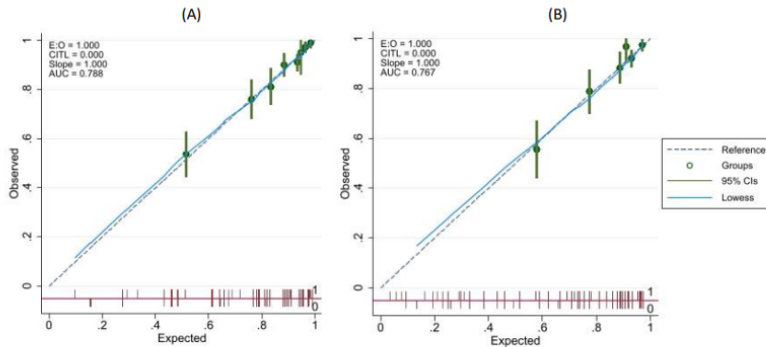 (A)
E:O = 1.000
CITL = 0.000
Slope = 1.000
AUC = 0.788
Observed
1
.8
.6
.4
.2
0
1
0
0
.2
.4
.6
.8
1
Expected
(B)
E:O = 1.000
CITL = 0.000
Slope = 1.000
AUC = 0.767
Observed
1
.8
.6
.4
.2
0
1
0
0
.2
.4
.6
.8
1
Expected
Reference
Groups
95% CIs
Lowess